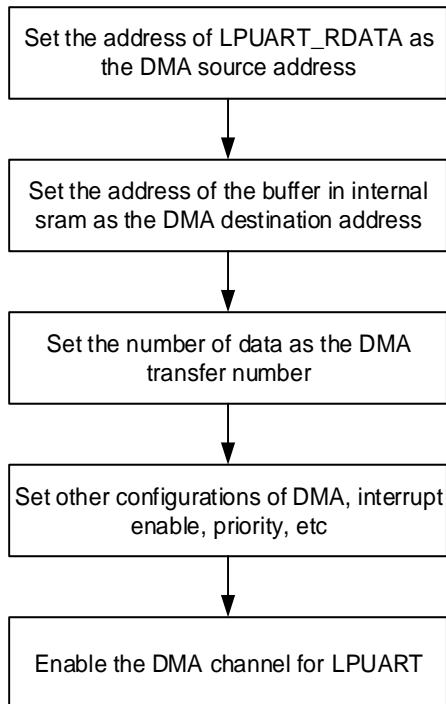 Set the address of LPUART_RDATA as
the DMA source address
Set the address of the buffer in internal
sram as the DMA destination address
Set the number of data as the DMA
transfer number
Set other configurations of DMA, interrupt
enable, priority, etc
Enable the DMA channel for LPUART